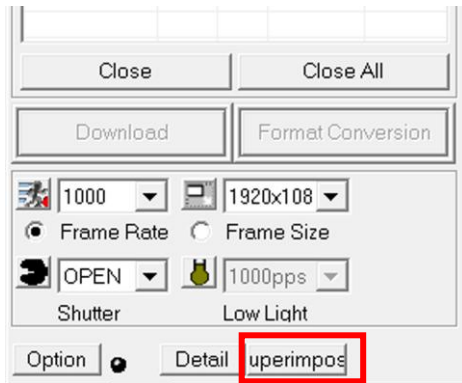 Close Close All
Download Format Conversion
1000 1920x108
Frame Rate Frame Size
OPEN 1000pps
Shutter Low Light
Option Detail uperimpos